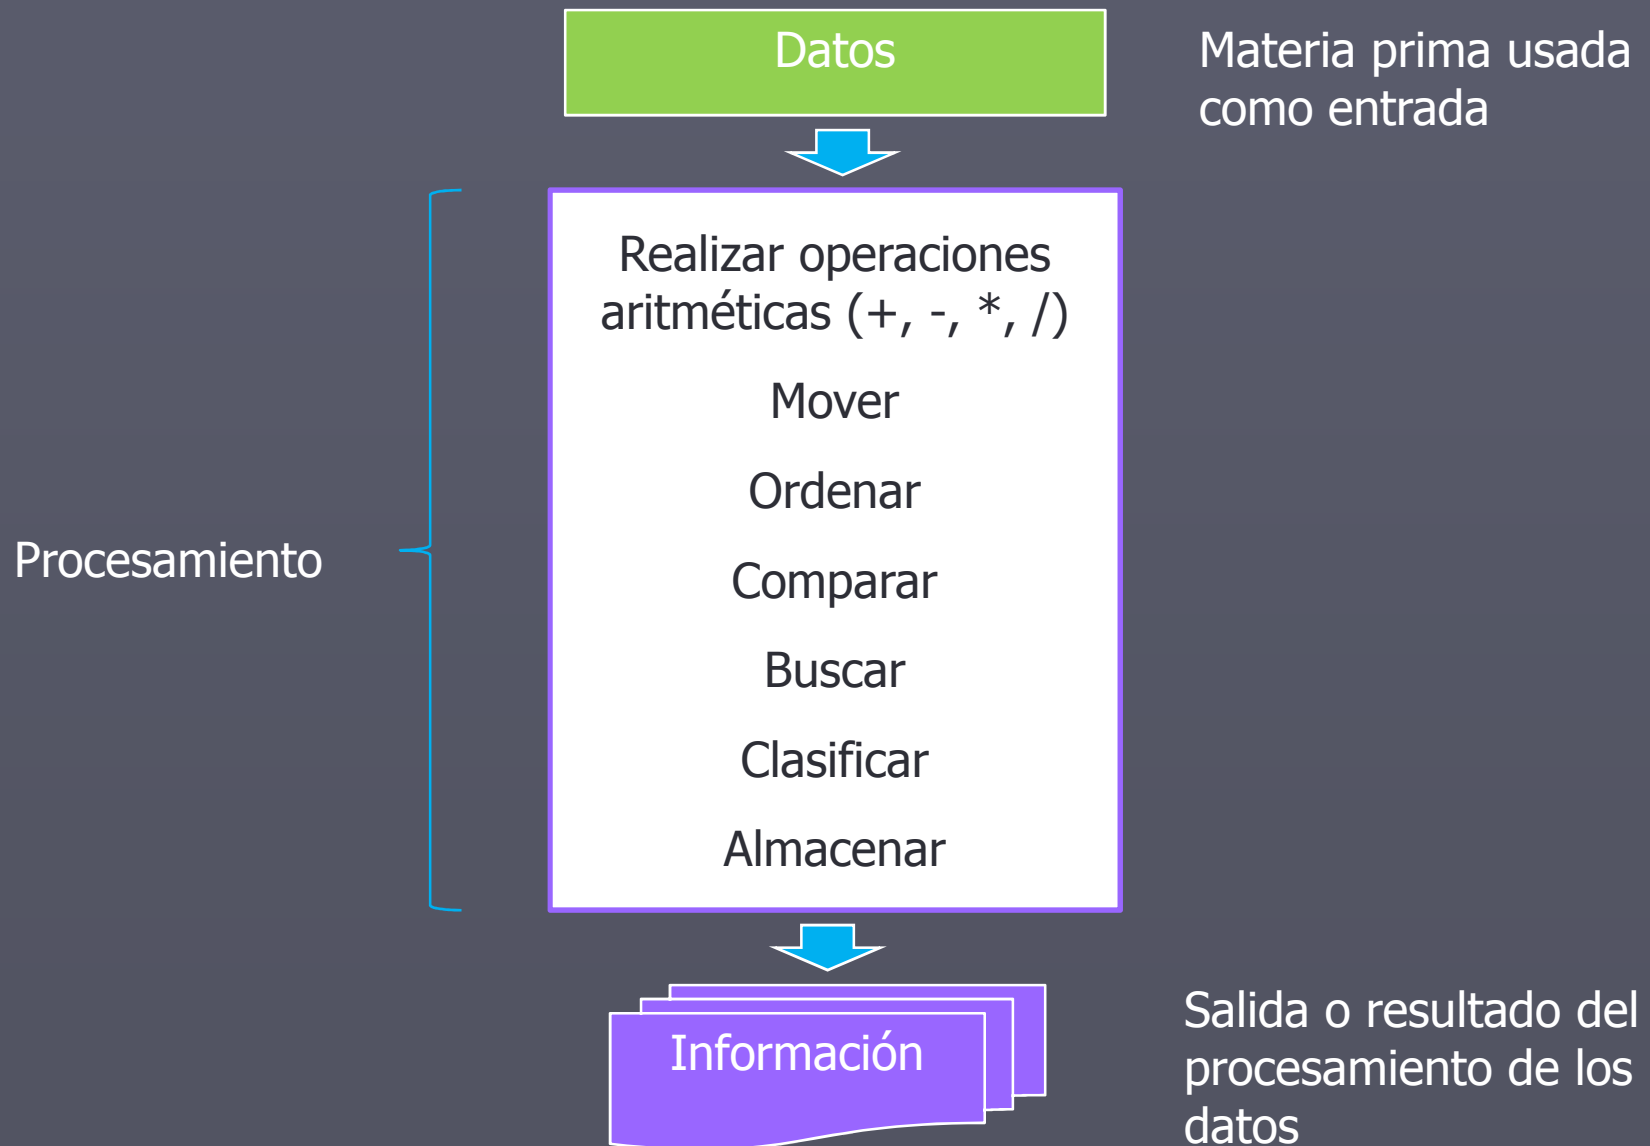 Datos
Materia prima usada
como entrada
Realizar operaciones
aritméticas (+, -, *, /)
Mover
Ordenar
Procesamiento
Comparar
Buscar
Clasificar
Almacenar
Información
Salida o resultado del
procesamiento de los
datos